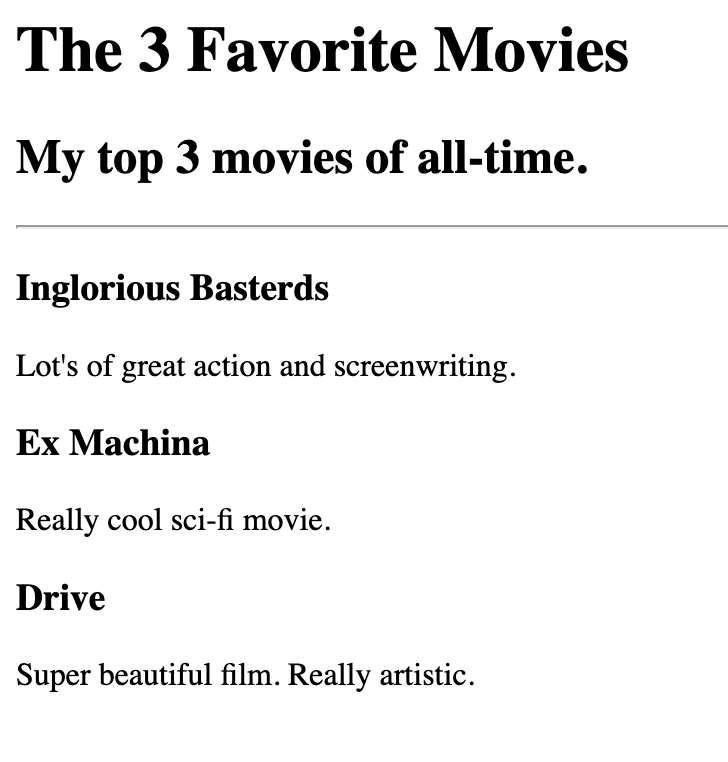 The 3 Favorite Movies
My top 3 movies of all-time.
Inglorious Basterds
Lot's of great action and screenwriting.
Ex Machina
Really cool sci-fi movie.
Drive
Super beautiful film. Really artistic.